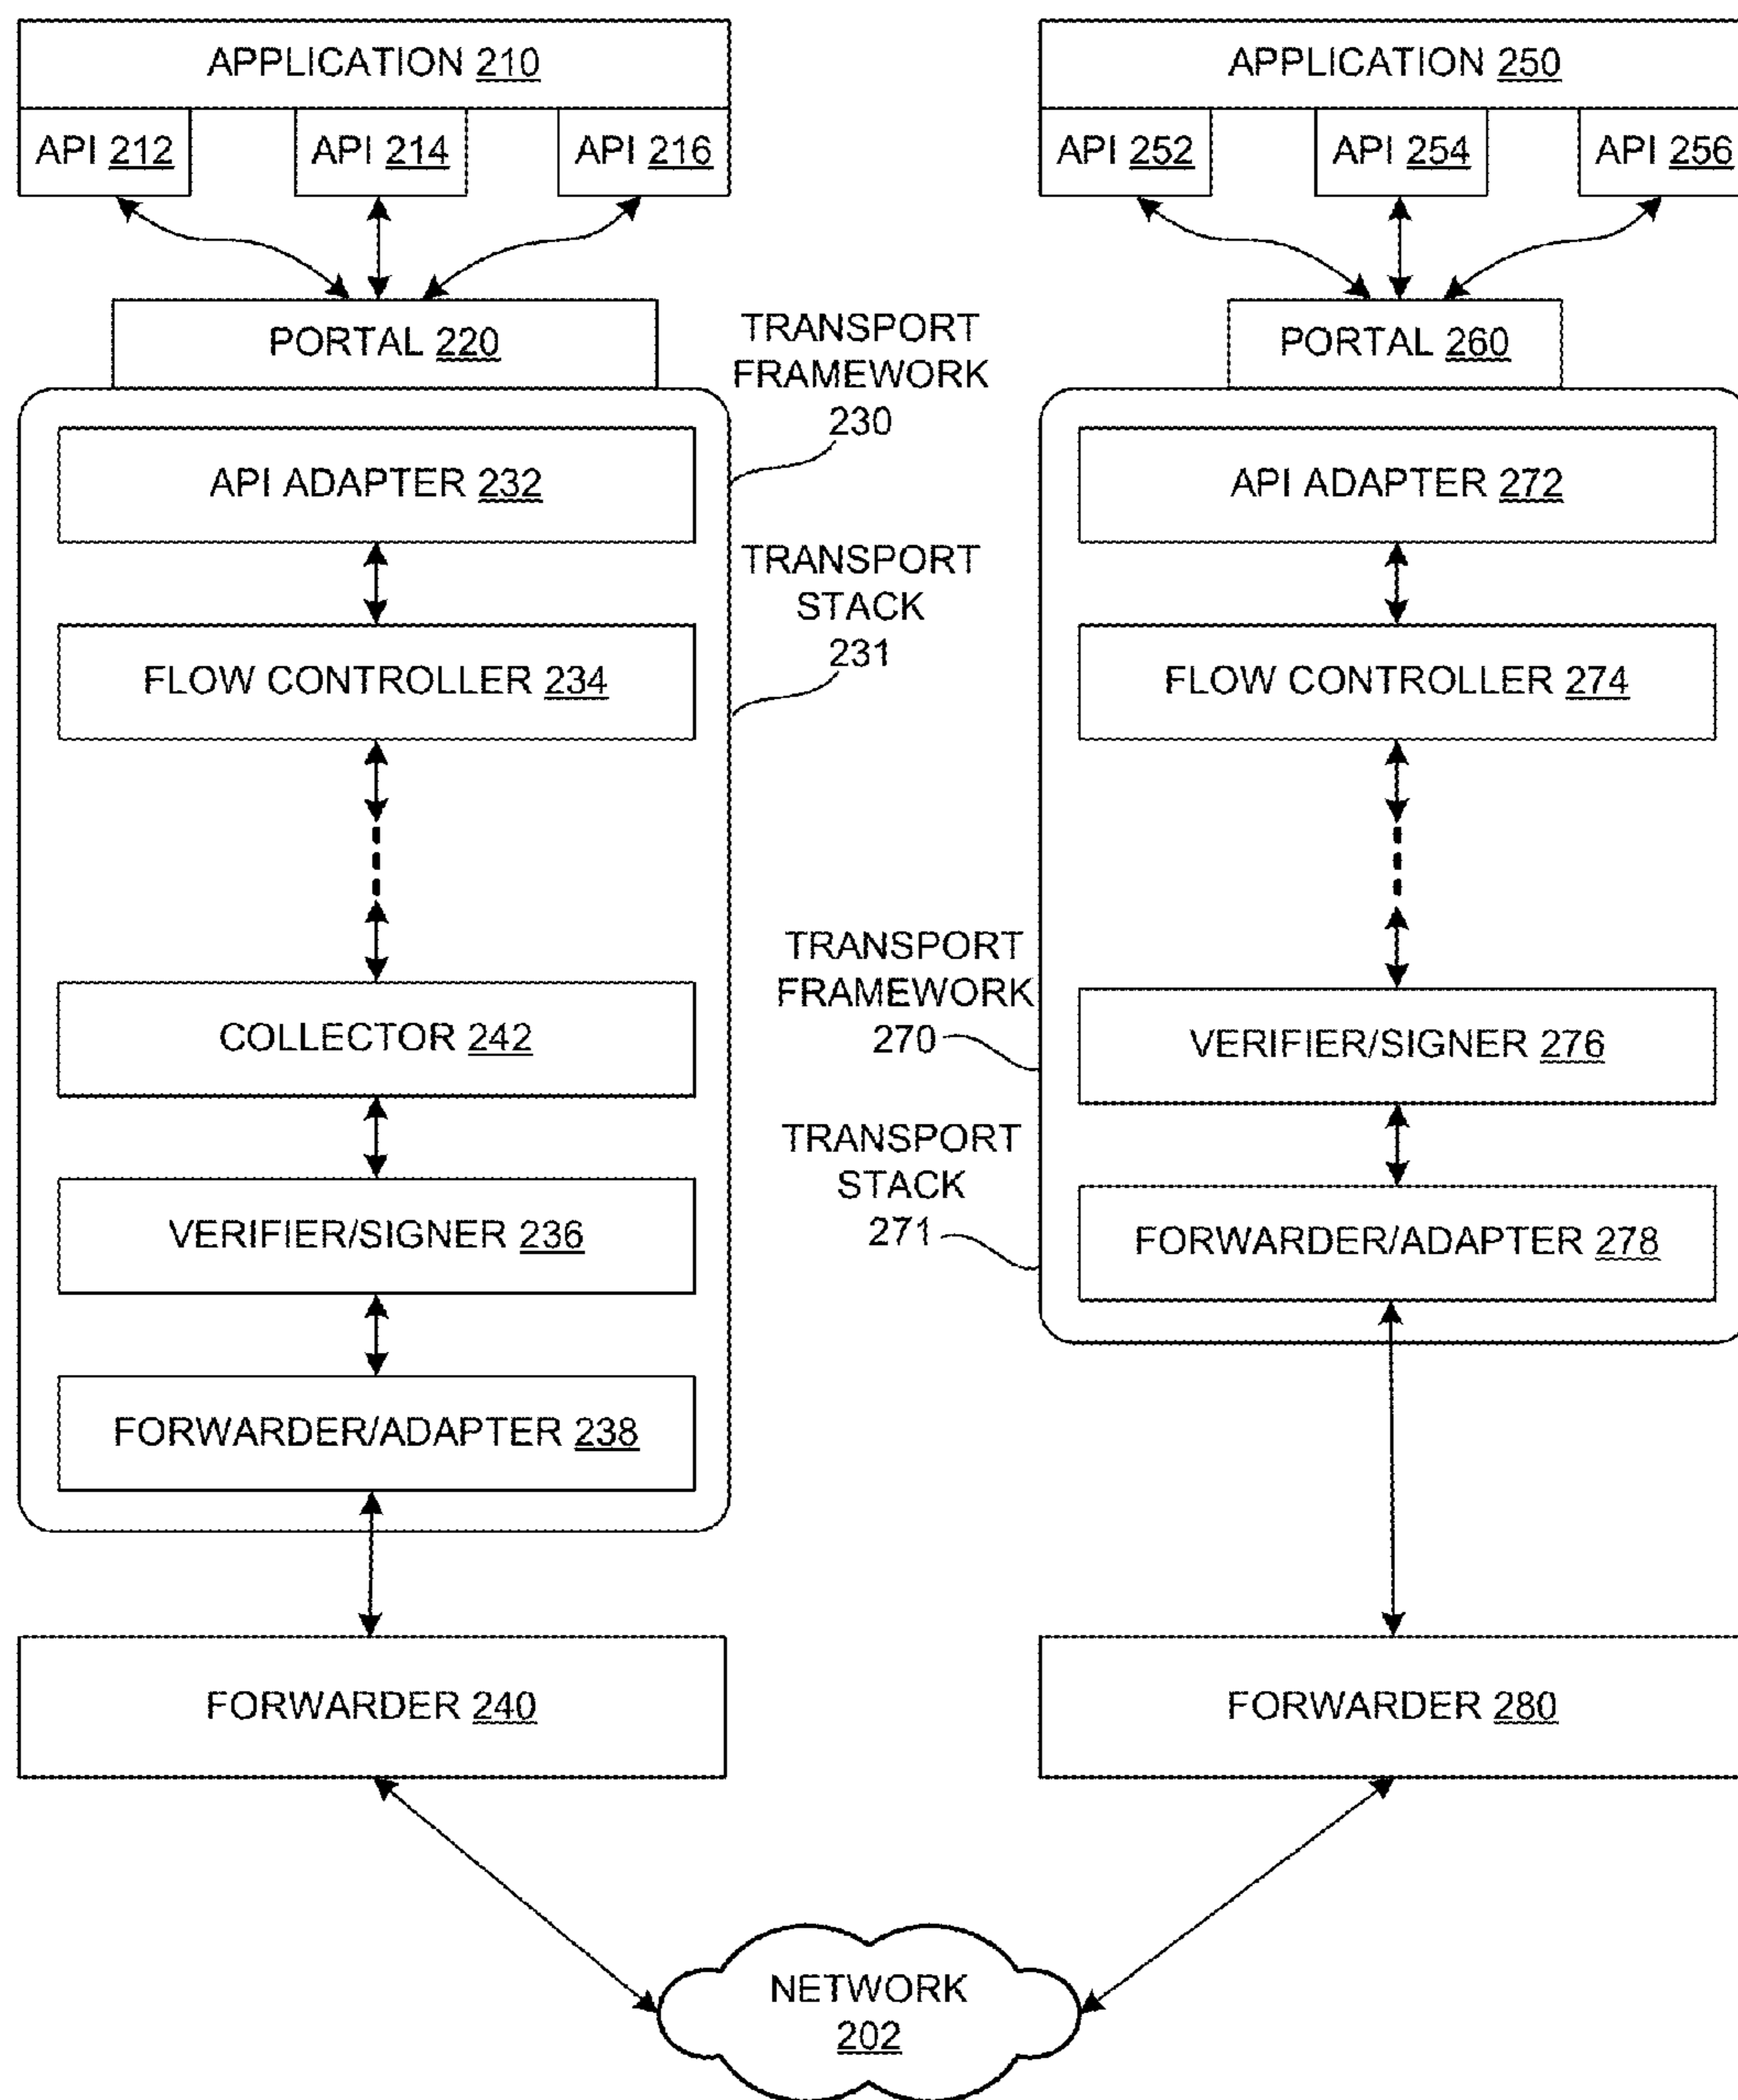 APPLICATION 210
API 212
API 214
API 216
PORTAL 220
TRANSPORT
FRAMEWORK
230
API ADAPTER 232
TRANSPORT
STACK
231
FLOW CONTROLLER 234
COLLECTOR 242
VERIFIER/SIGNER 236
FORWARDER/ADAPTER 238
FORWARDER 240
APPLICATION 250
API 252
API 254
API 256
PORTAL 260
API ADAPTER 272
FLOW CONTROLLER 274
TRANSPORT
FRAMEWORK
270
VERIFIER/SIGNER 276
TRANSPORT
STACK
271
FORWARDER/ADAPTER 278
FORWARDER 280
NETWORK
202